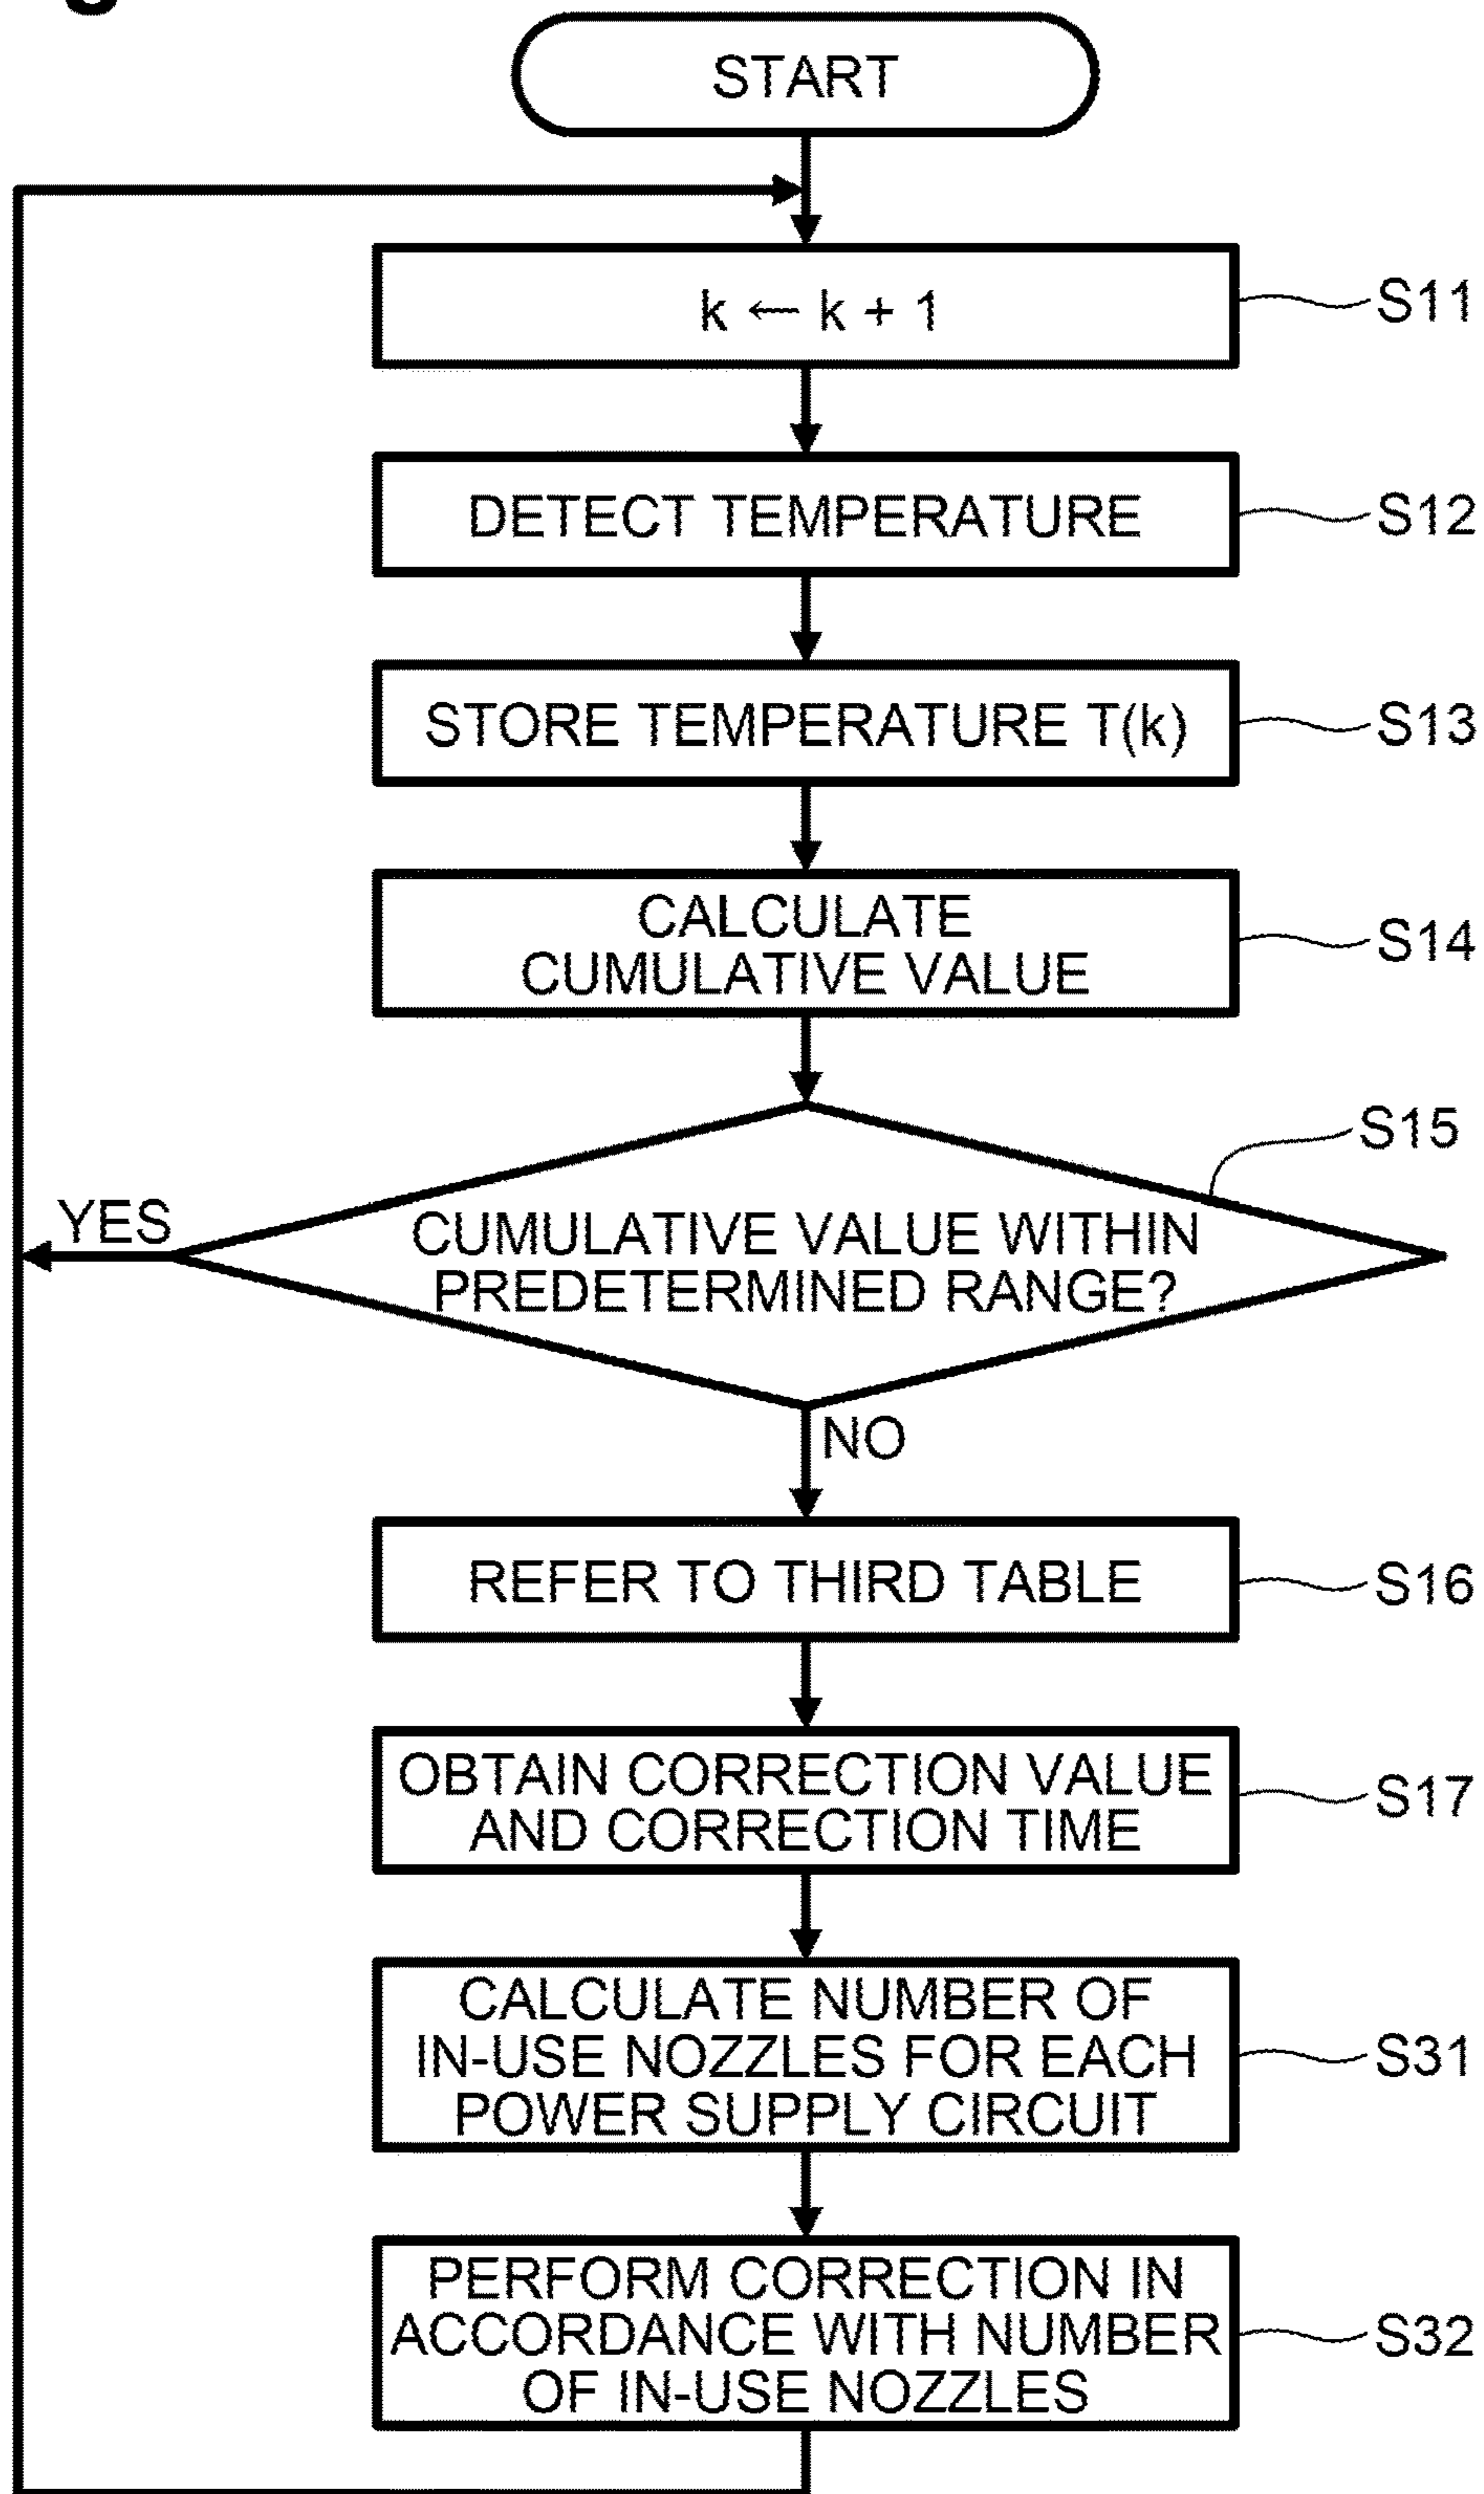 START
k ← k + 1
S11
DETECT TEMPERATURE
S12
STORE TEMPERATURE T(k)
S13
CALCULATE
CUMULATIVE VALUE
S14
S15
YES
CUMULATIVE VALUE WITHIN
PREDETERMINED RANGE?
NO
REFER TO THIRD TABLE
S16
OBTAIN CORRECTION VALUE
AND CORRECTION TIME
S17
CALCULATE NUMBER OF
IN-USE NOZZLES FOR EACH
POWER SUPPLY CIRCUIT
S31
PERFORM CORRECTION IN
ACCORDANCE WITH NUMBER
OF IN-USE NOZZLES
S32